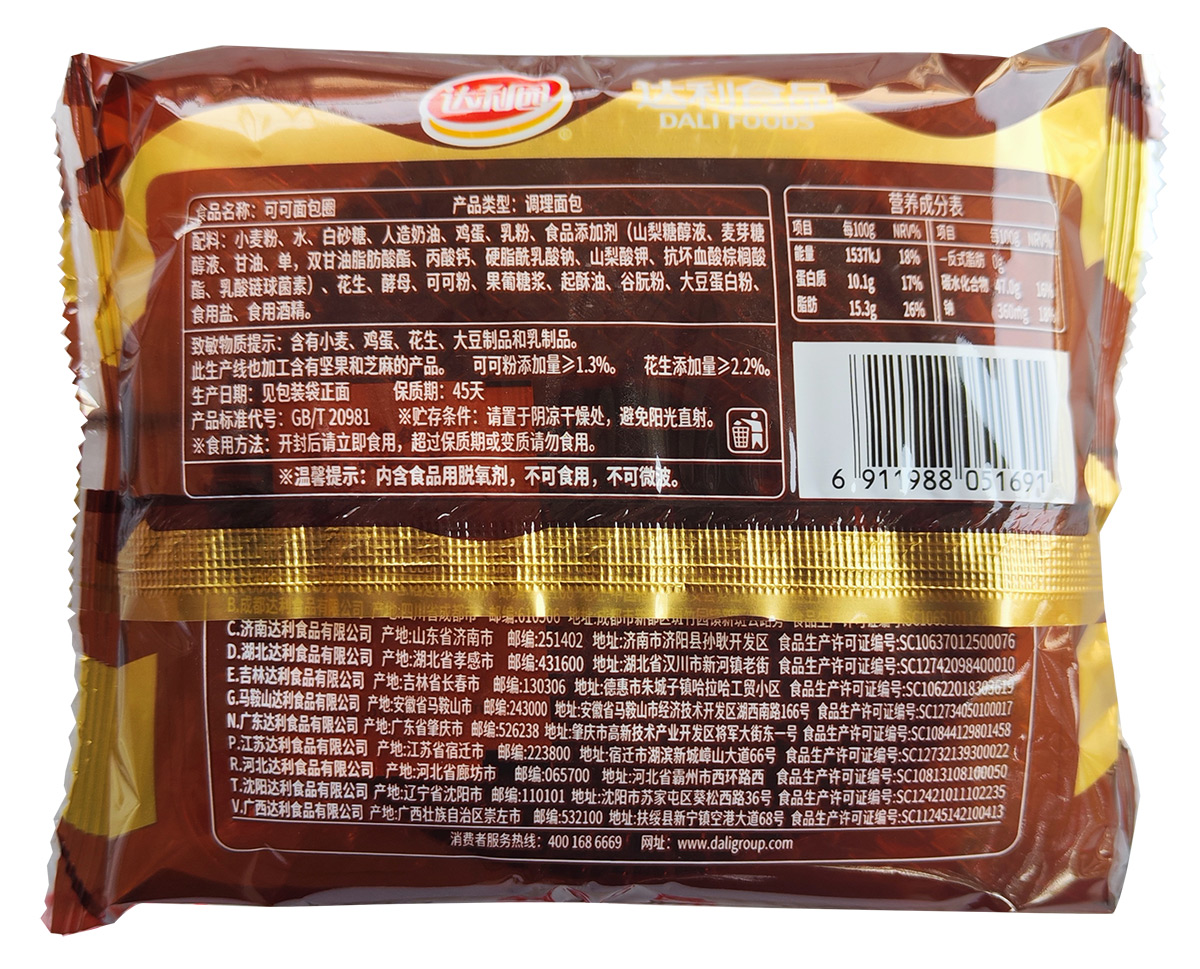 达利园
达利食品
DALI FOODS
食品名称：可可面包圈 产品类型：调理面包
配料：小麦粉、水、白砂糖、人造奶油、鸡蛋、乳粉、食品添加剂（山梨糖醇液、麦芽糖
醇液、甘油、单，双甘油脂肪酸酯、丙酸钙、硬脂酰乳酸钠、山梨酸钾、抗坏血酸棕榈酸
酯、乳酸链球菌素）、花生、酵母、可可粉、果葡糖浆、起酥油、谷朊粉、大豆蛋白粉、
食用盐、食用酒精。
致敏物质提示：含有小麦、鸡蛋、花生、大豆制品和乳制品。
此生产线也加工含有坚果和芝麻的产品。 可可粉添加量≥1.3%。 花生添加量≥2.2%。
生产日期：见包装袋正面 保质期：45天
产品标准代号：GB/T 20981 ※贮存条件：请置于阴凉干燥处，避免阳光直射。
※食用方法：开封后请立即食用，超过保质期或变质请勿食用。
※温馨提示：内含食品用脱氧剂，不可食用，不可微波。
营养成分表
项目 每100g NRV% 项目 每100g NRV%
能量 1537kJ 18% —反式脂肪 0g
蛋白质 10.1g 17% 碳水化合物 47.0g 16%
脂肪 15.3g 26% 钠 360mg 18%
6 911988 051691
B.成都达利食品有限公司 产地:四川省成都市 邮编:610506
C.济南达利食品有限公司 产地:山东省济南市 邮编:251402 地址:济南市济阳县孙耿开发区 食品生产许可证编号:SC10637012500076
D.湖北达利食品有限公司 产地:湖北省孝感市 邮编:431600 地址:湖北省汉川市新河镇老街 食品生产许可证编号:SC12742098400010
E.吉林达利食品有限公司 产地:吉林省长春市 邮编:130306 地址:德惠市朱城子镇哈拉哈工贸小区 食品生产许可证编号:SC10622018303619
G.马鞍山达利食品有限公司 产地:安徽省马鞍山市 邮编:243000 地址:安徽省马鞍山市经济技术开发区湖西南路166号 食品生产许可证编号:SC12734050100017
N.广东达利食品有限公司 产地:广东省肇庆市 邮编:526238 地址:肇庆市高新技术产业开发区将军大街东一号 食品生产许可证编号:SC10844129801458
P.江苏达利食品有限公司 产地:江苏省宿迁市 邮编:223800 地址:宿迁市湖滨新城嶂山大道66号 食品生产许可证编号:SC12732139300022
R.河北达利食品有限公司 产地:河北省廊坊市 邮编:065700 地址:河北省霸州市西环路西 食品生产许可证编号:SC10813108100050
T.沈阳达利食品有限公司 产地:辽宁省沈阳市 邮编:110101 地址:沈阳市苏家屯区葵松西路36号 食品生产许可证编号:SC12421011102235
V.广西达利食品有限公司 产地:广西壮族自治区崇左市 邮编:532100 地址:扶绥县新宁镇空港大道68号 食品生产许可证编号:SC11245142100413
消费者服务热线：400 168 6669 网址：www.daligroup.com